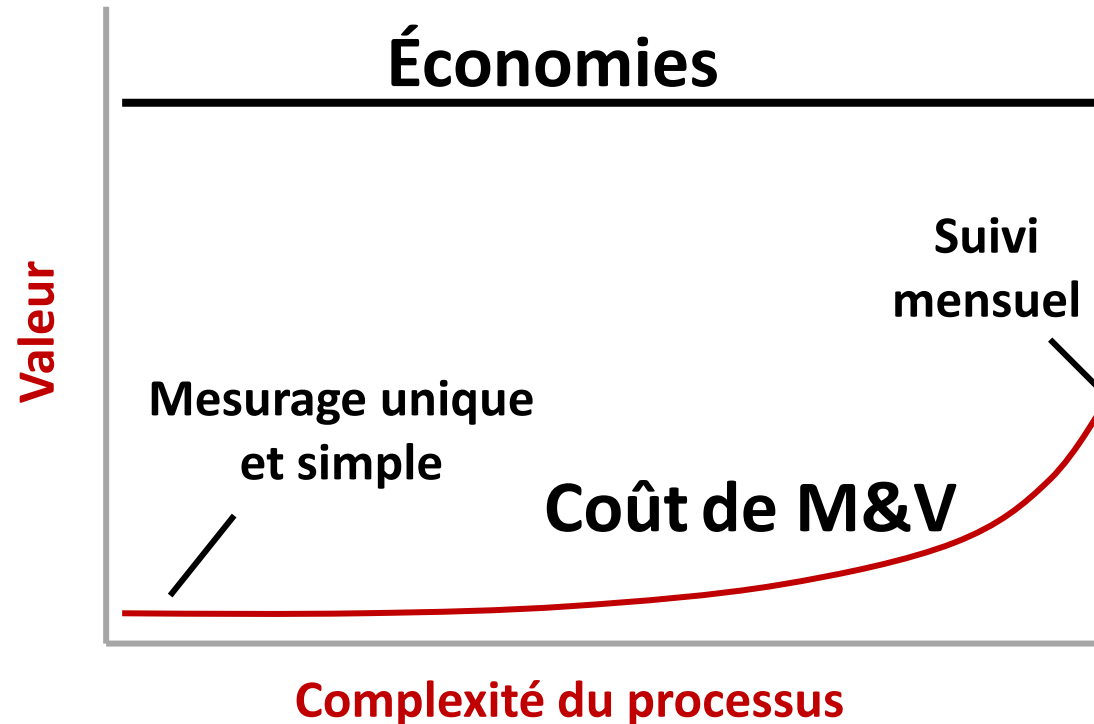 Économies
Suivi
mensuel
Valeur
Mesurage unique
et simple
Coût de M&V
Complexité du processus